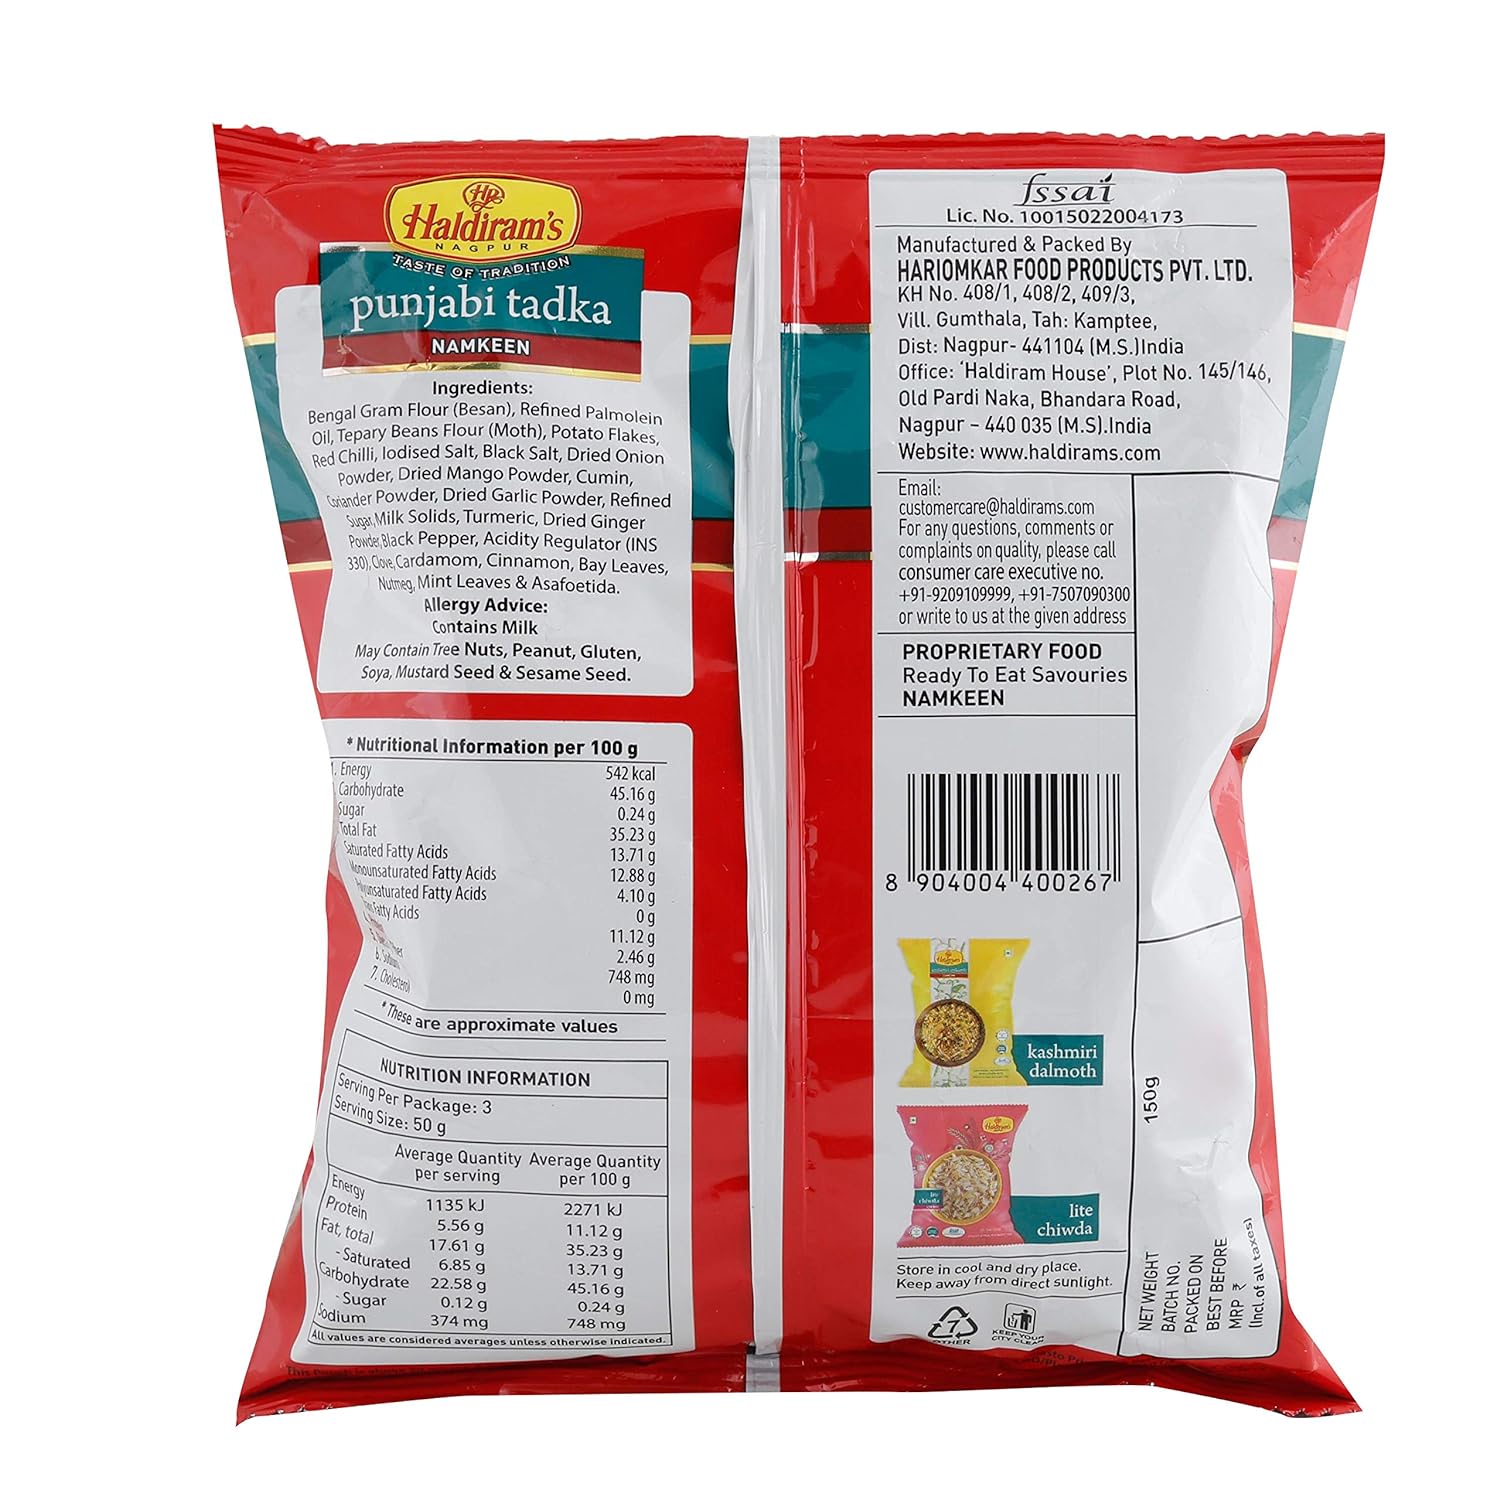 HR
Haldiram's
NAGPUR
TASTE OF TRADITION
punjabi tadka
NAMKEEN
Ingredients:
Bengal Gram Flour (Besan), Refined Palmolein
Oil, Tepary Beans Flour (Moth), Potato Flakes,
Red Chilli, Iodised Salt, Black Salt, Dried Onion
Powder, Dried Mango Powder, Cumin,
Coriander Powder, Dried Garlic Powder, Refined
Sugar, Milk Solids, Turmeric, Dried Ginger
Powder, Black Pepper, Acidity Regulator (INS
330), Clove, Cardamom, Cinnamon, Bay Leaves,
Nutmeg, Mint Leaves & Asafoetida.
Allergy Advice:
Contains Milk
May Contain Tree Nuts, Peanut, Gluten,
Soya, Mustard Seed & Sesame Seed.
* Nutritional Information per 100 g
1. Energy 542 kcal
Carbohydrate 45.16 g
Sugar 0.24 g
Total Fat 35.23 g
Saturated Fatty Acids 13.71 g
Monounsaturated Fatty Acids 12.88 g
Polyunsaturated Fatty Acids 4.10 g
Fatty Acids 0 g
11.12 g
2.46 g
6. Sodium 748 mg
7. Cholesterol 0 mg
* These are approximate values
NUTRITION INFORMATION
Serving Per Package: 3
Serving Size: 50 g
Average Quantity per serving Average Quantity per 100 g
Energy 1135 kJ 2271 kJ
Protein 5.56 g 11.12 g
Fat, total 17.61 g 35.23 g
- Saturated 6.85 g 13.71 g
Carbohydrate 22.58 g 45.16 g
- Sugar 0.12 g 0.24 g
Sodium 374 mg 748 mg
All values are considered averages unless otherwise indicated.
fssai
Lic. No. 10015022004173
Manufactured & Packed By
HARIOMKAR FOOD PRODUCTS PVT. LTD.
KH No. 408/1, 408/2, 409/3,
Vill. Gumthala, Tah: Kamptee,
Dist: Nagpur- 441104 (M.S.)India
Office: 'Haldiram House', Plot No. 145/146,
Old Pardi Naka, Bhandara Road,
Nagpur – 440 035 (M.S).India
Website: www.haldirams.com
Email:
customercare@haldirams.com
For any questions, comments or
complaints on quality, please call
consumer care executive no.
+91-9209109999, +91-7507090300
or write to us at the given address
PROPRIETARY FOOD
Ready To Eat Savouries
NAMKEEN
8 904004 400267
Haldiram's
kashmiri
dalmoth
Haldiram's
lite
chiwda
lite
chiwda
Store in cool and dry place.
Keep away from direct sunlight.
7
OTHER
KEEP YOUR
CITY CLEAN
NET WEIGHT 150g
BATCH NO.
PACKED ON
BEST BEFORE
MRP ₹
(Incl.of all taxes)